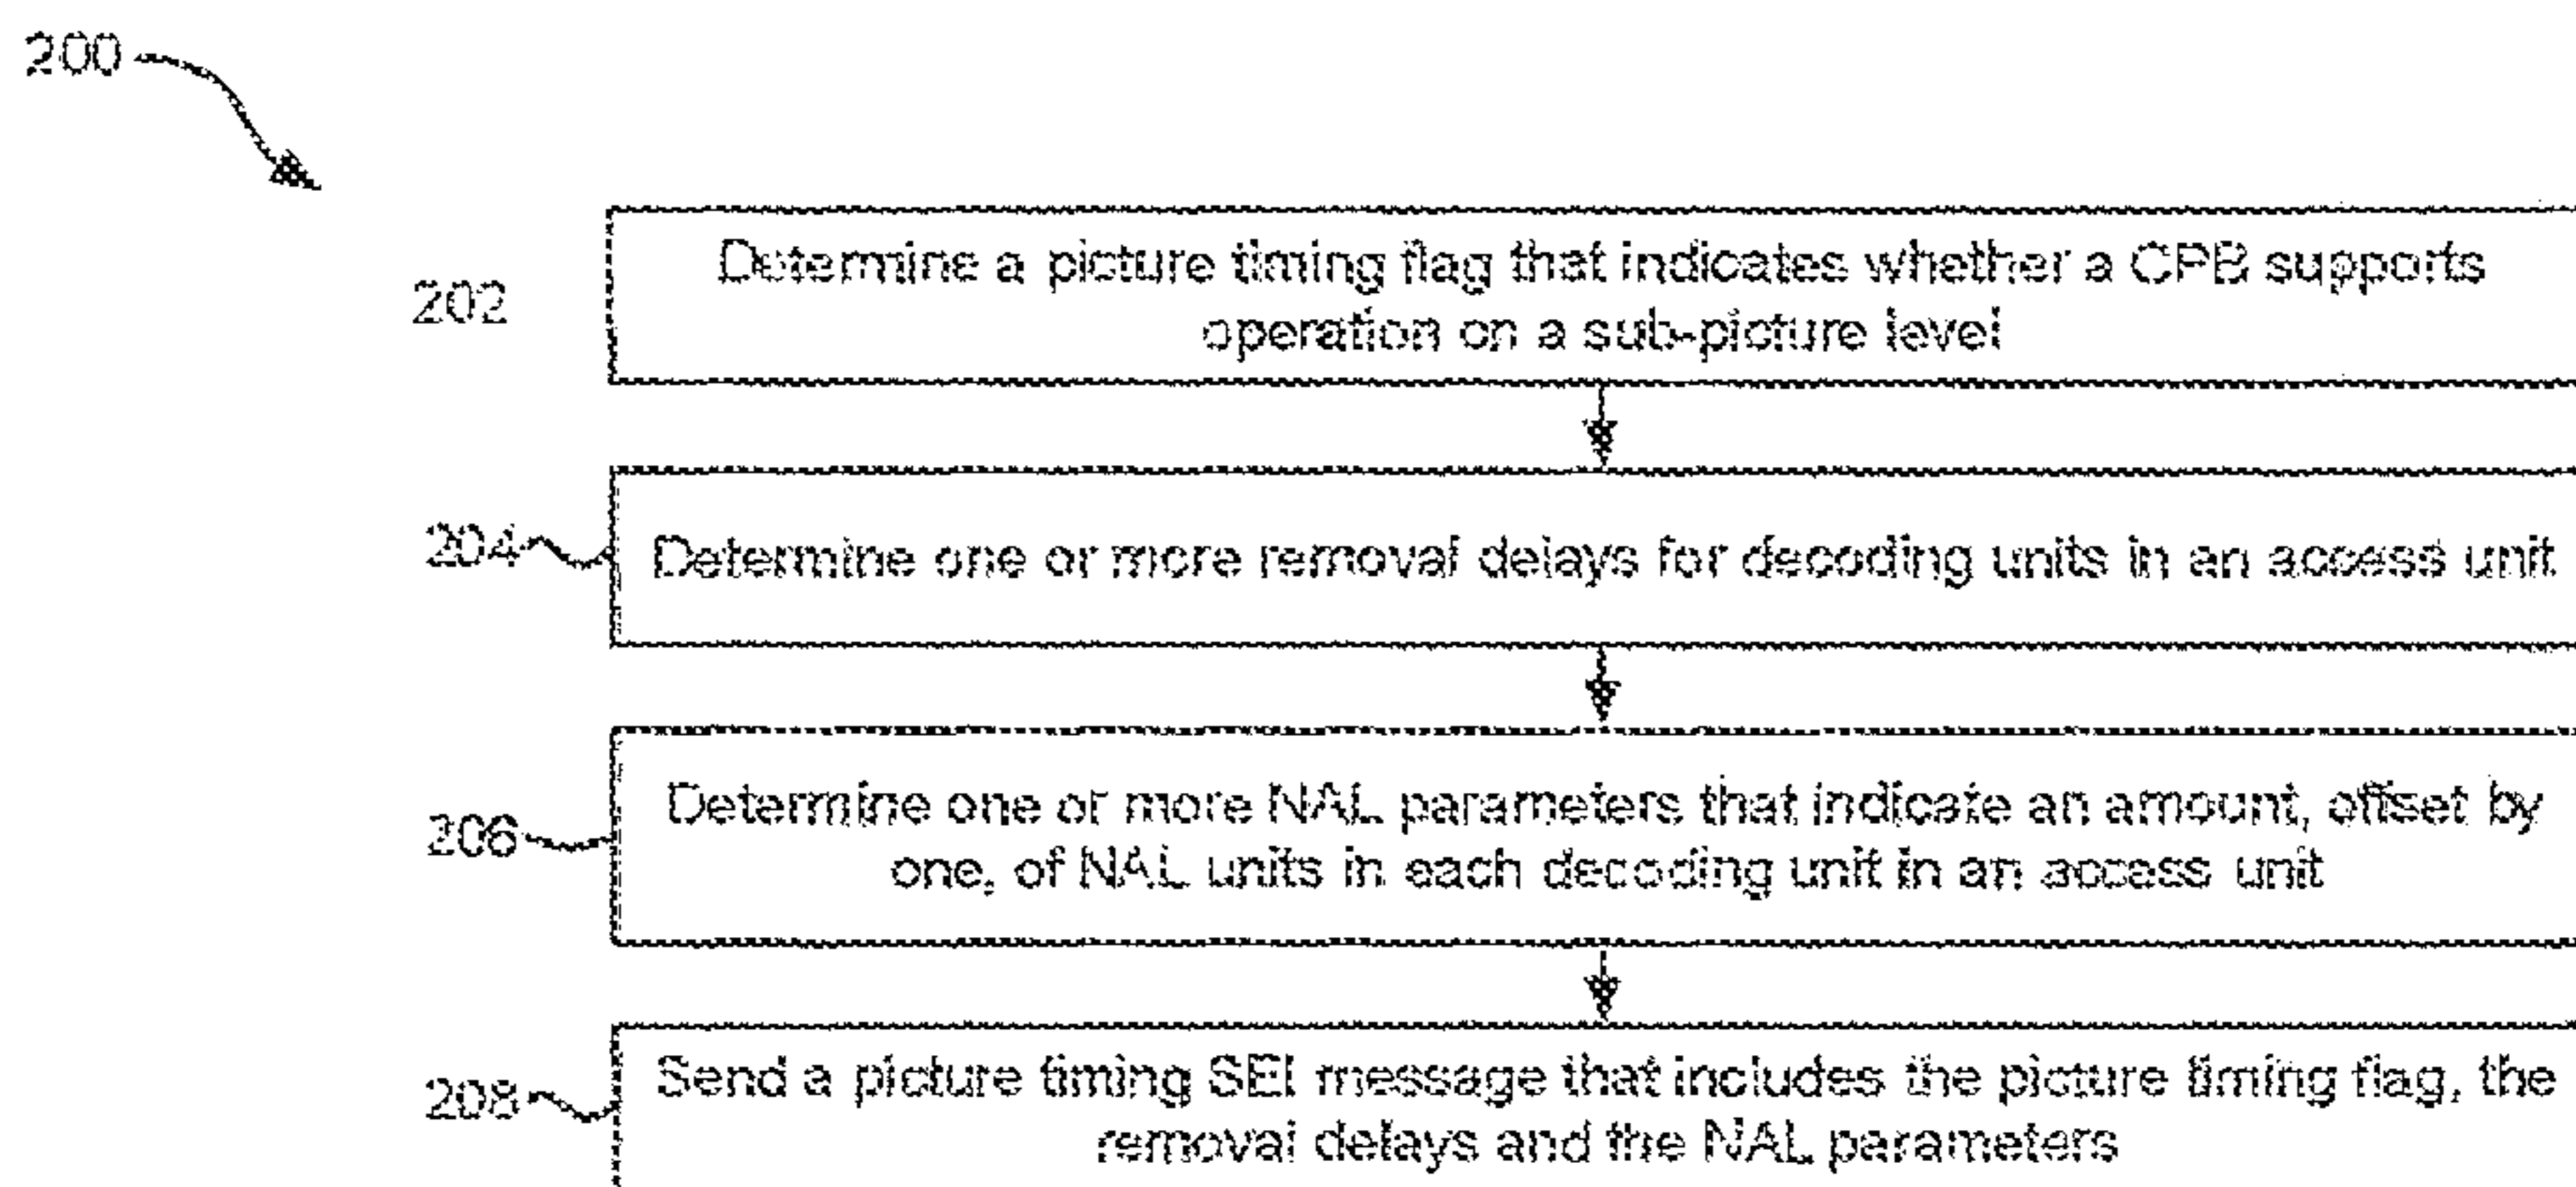 200
202
Determine a picture timing flag that indicates whether a CPB supports
operation on a sub-picture level
204
Determine one or more removal delays for decoding units in an access unit
206
Determine one or more NAL parameters that indicate an amount, offset by
one, of NAL units in each decoding unit in an access unit
208
Send a picture timing SEI message that includes the picture timing flag, the
removal delays and the NAL parameters